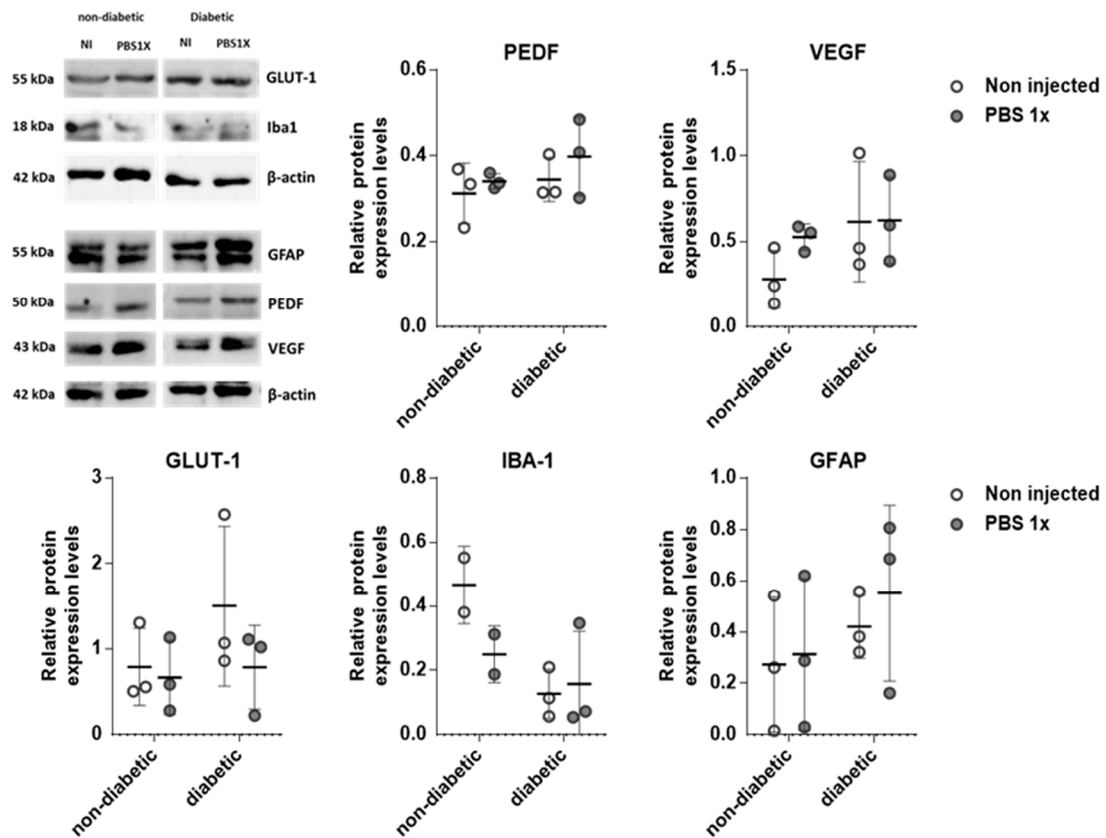 non-diabetic Diabetic
NI PBS1X NI PBS1X
55 kDa GLUT-1
18 kDa Iba1
42 kDa β-actin
55 kDa GFAP
50 kDa PEDF
43 kDa VEGF
42 kDa β-actin
PEDF
Relative protein
expression levels
0.6
0.4
0.2
0.0
non-diabetic
diabetic
VEGF
Relative protein
expression levels
1.5
1.0
0.5
0.0
non-diabetic
diabetic
Non injected
PBS 1x
GLUT-1
Relative protein
expression levels
3
2
1
0
non-diabetic
diabetic
IBA-1
Relative protein
expression levels
0.8
0.6
0.4
0.2
0.0
non-diabetic
diabetic
GFAP
Relative protein
expression levels
1.0
0.8
0.6
0.4
0.2
0.0
non-diabetic
diabetic
Non injected
PBS 1x